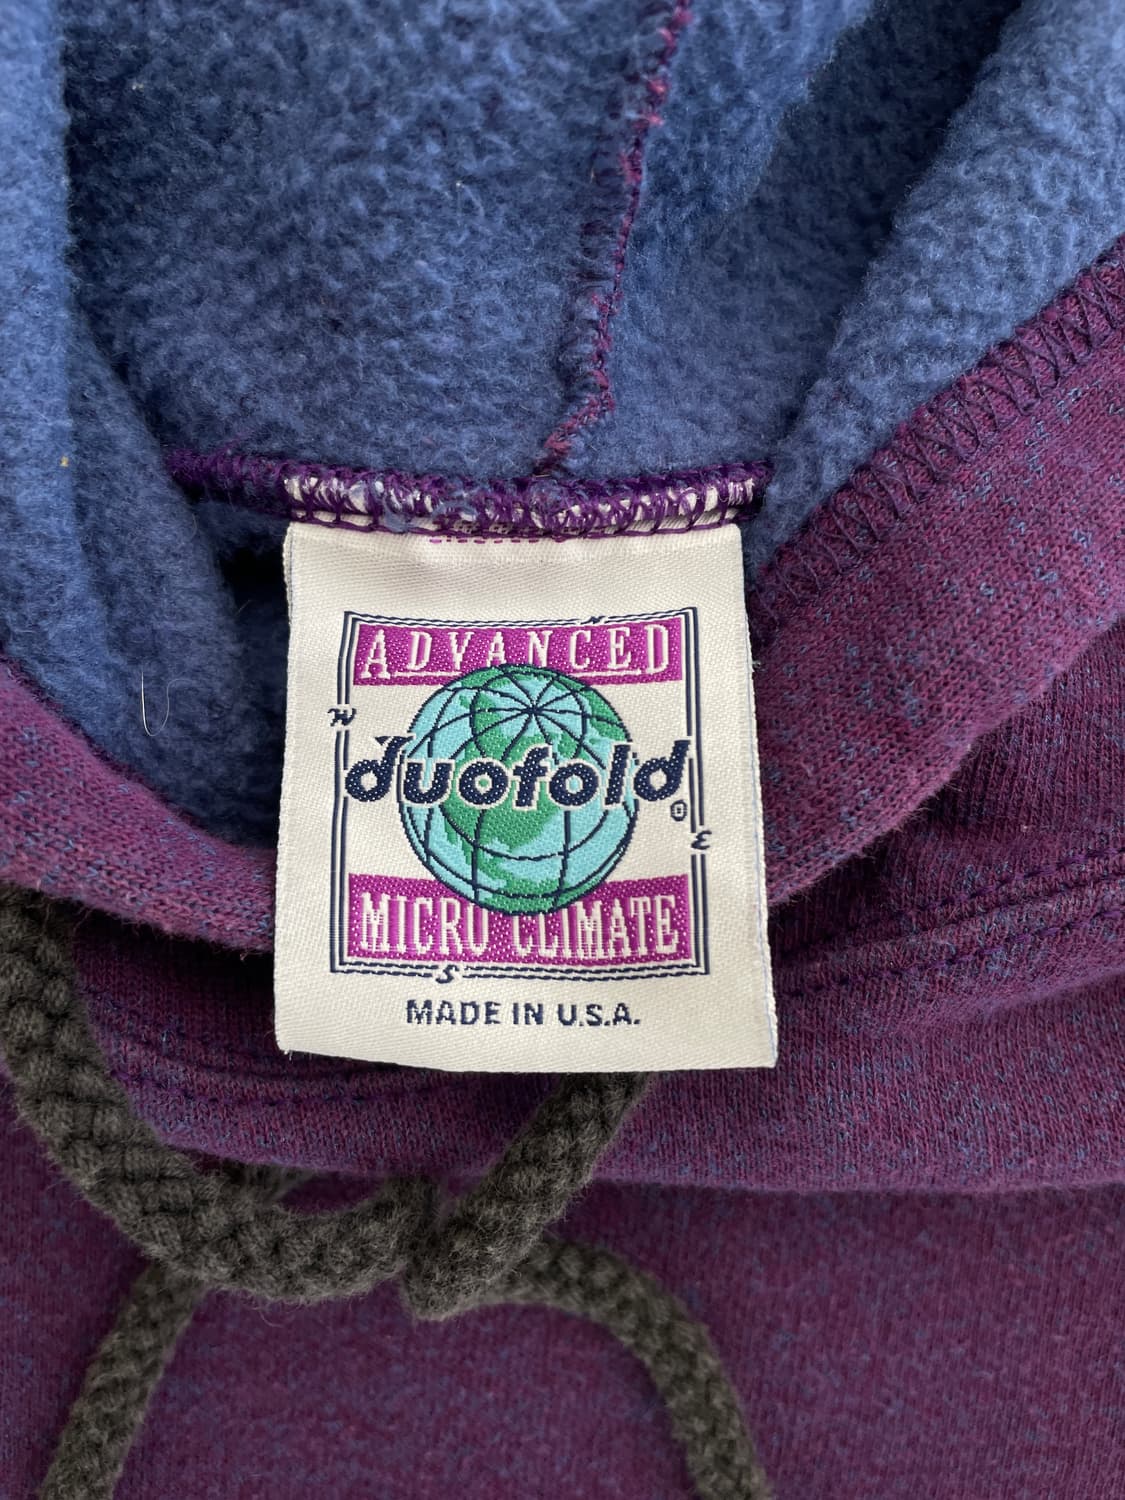 N
ADVANCED
W
duofold®
E
MICRO CLIMATE
S
MADE IN U.S.A.